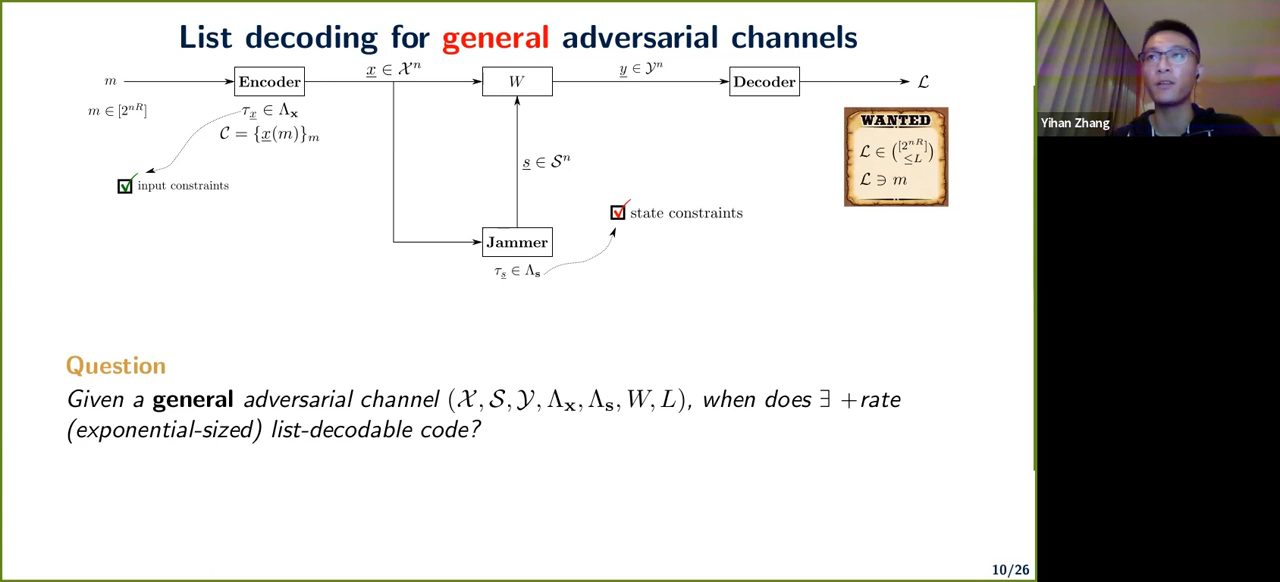 List decoding for general adversarial channels
m
Encoder
x ∈ 𝒳ⁿ
W
y ∈ 𝒴ⁿ
Decoder
ℒ
m ∈ [2ⁿᴿ]
τₓ ∈ Λₓ
𝒞 = {x(m)}ₘ
input constraints
s ∈ 𝒮ⁿ
WANTED
ℒ ∈ ([2ⁿᴿ] ≤L)
ℒ ∋ m
state constraints
Jammer
τₛ ∈ Λₛ
Question
Given a general adversarial channel (𝒳, 𝒮, 𝒴, Λₓ, Λₛ, W, L), when does ∃ +rate
(exponential-sized) list-decodable code?
10/26
Yihan Zhang